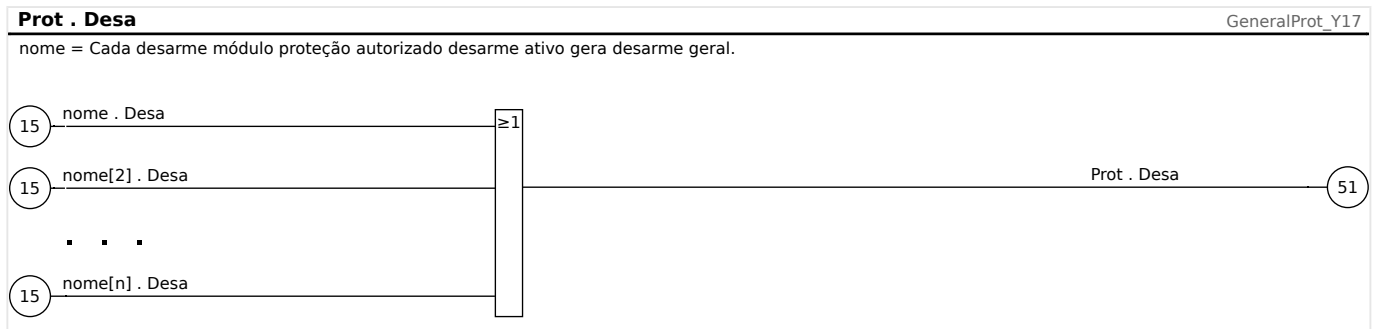 Prot . Desa
GeneralProt_Y17
nome = Cada desarme módulo proteção autorizado desarme ativo gera desarme geral.
15
nome . Desa
≥1
15
nome[2] . Desa
Prot . Desa
51
. . .
15
nome[n] . Desa